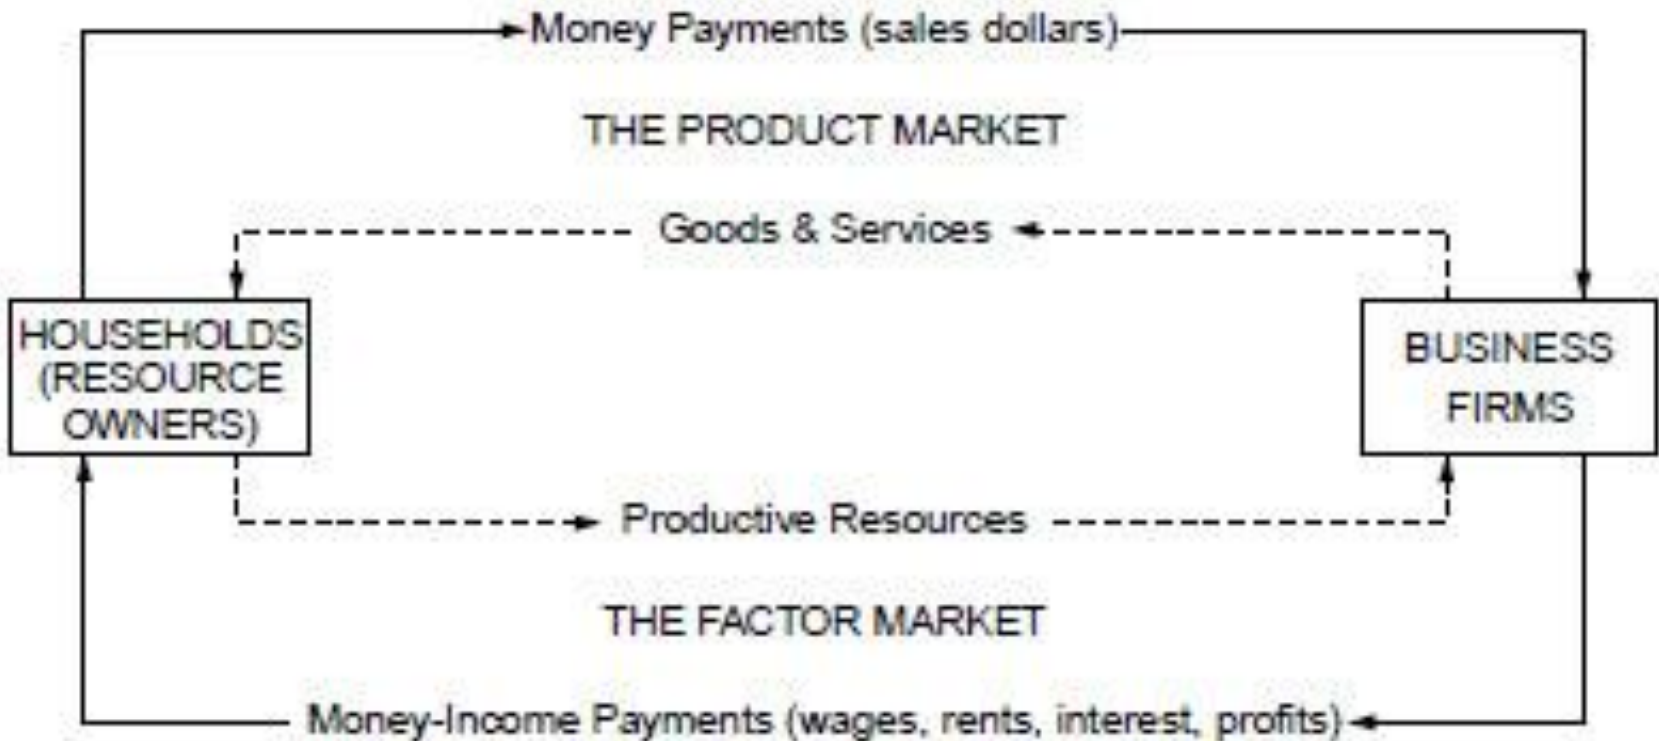 Money Payments (sales dollars)
THE PRODUCT MARKET
Goods & Services
HOUSEHOLDS
(RESOURCE
OWNERS)
BUSINESS
FIRMS
Productive Resources
THE FACTOR MARKET
Money-Income Payments (wages, rents, interest, profits)